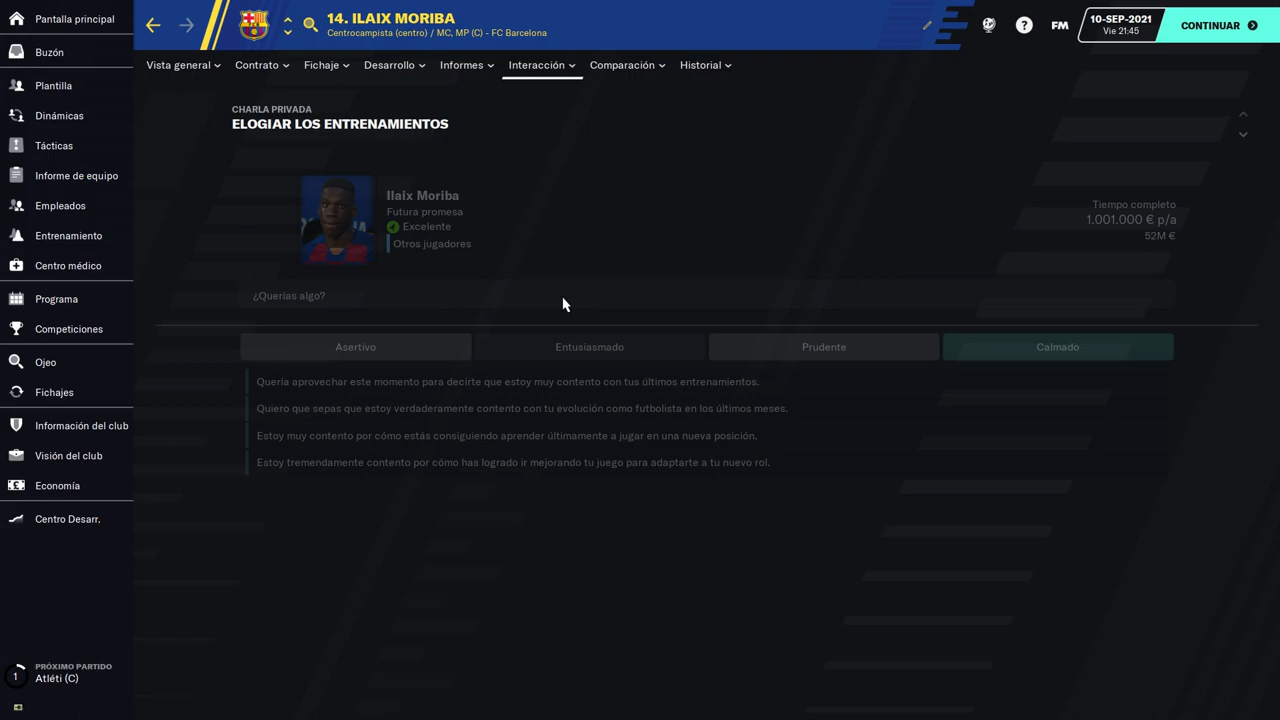 Pantalla principal
Buzón
Plantilla
Dinámicas
Tácticas
Informe de equipo
Empleados
Entrenamiento
Centro médico
Programa
Competiciones
Ojeo
Fichajes
Información del club
Visión del club
Economía
Centro Desarr.
1
PRÓXIMO PARTIDO
Atléti (C)
14. ILAIX MORIBA
Centrocampista (centro) / MC, MP (C) - FC Barcelona
?
FM
10-SEP-2021
Vie 21:45
CONTINUAR
Vista general
Contrato
Fichaje
Desarrollo
Informes
Interacción
Comparación
Historial
CHARLA PRIVADA
ELOGIAR LOS ENTRENAMIENTOS
Ilaix Moriba
Futura promesa
Excelente
Otros jugadores
Tiempo completo
1.001.000 € p/a
52M €
¿Querías algo?
Asertivo
Entusiasmado
Prudente
Calmado
Quería aprovechar este momento para decirte que estoy muy contento con tus últimos entrenamientos.
Quiero que sepas que estoy verdaderamente contento con tu evolución como futbolista en los últimos meses.
Estoy muy contento por cómo estás consiguiendo aprender últimamente a jugar en una nueva posición.
Estoy tremendamente contento por cómo has logrado ir mejorando tu juego para adaptarte a tu nuevo rol.